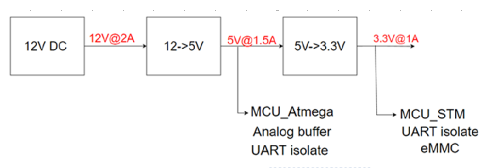 12V DC
12V@2A
12->5V
5V@1.5A
5V->3.3V
3.3V@1A
MCU_Atmega
Analog buffer
UART isolate
MCU_STM
UART isolate
eMMC